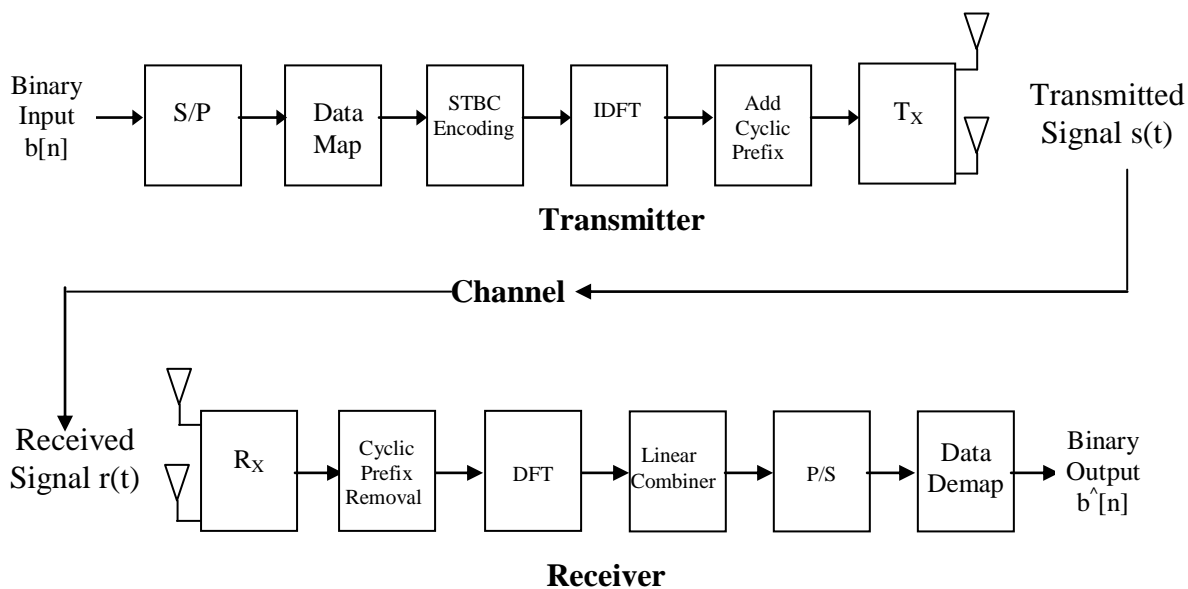 Binary
Input
b[n]
S/P
Data
Map
STBC
Encoding
IDFT
Add
Cyclic
Prefix
TX
Transmitted
Signal s(t)
Transmitter
Channel
Received
Signal r(t)
RX
Cyclic
Prefix
Removal
DFT
Linear
Combiner
P/S
Data
Demap
Binary
Output
b^[n]
Receiver